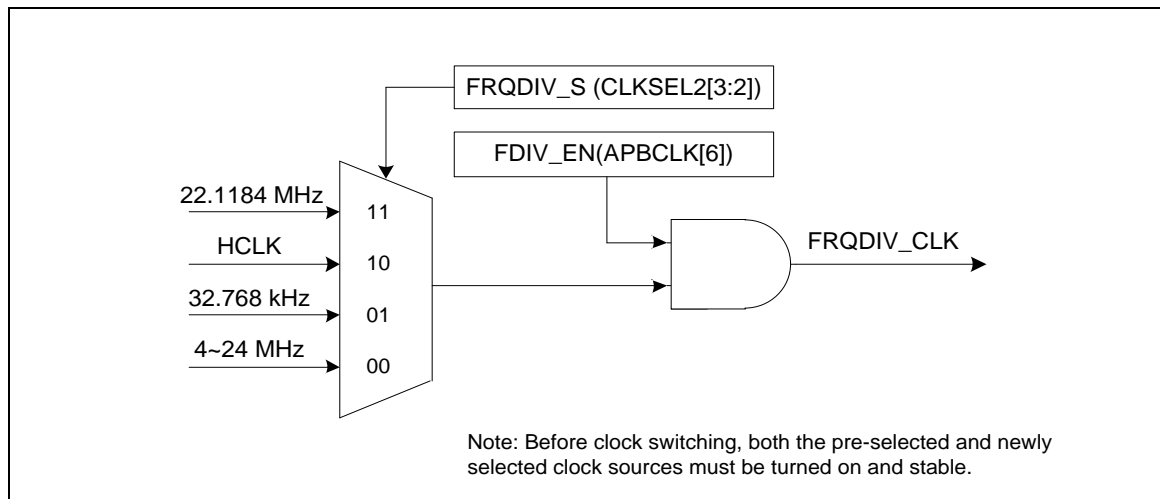 FRQDIV_S (CLKSEL2[3:2])
FDIV_EN(APBCLK[6])
22.1184 MHz
11
HCLK
10
32.768 kHz
01
4~24 MHz
00
FRQDIV_CLK
Note: Before clock switching, both the pre-selected and newly
selected clock sources must be turned on and stable.